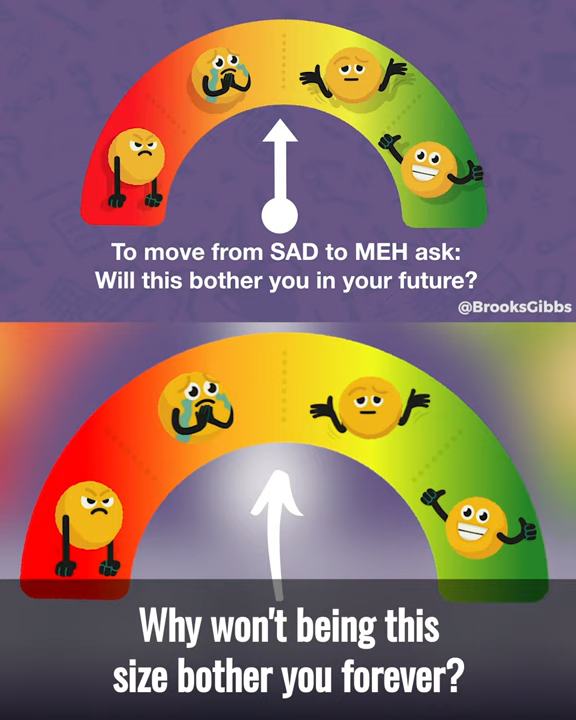 To move from SAD to MEH ask:
Will this bother you in your future?
@BrooksGibbs
Why won't being this
size bother you forever?